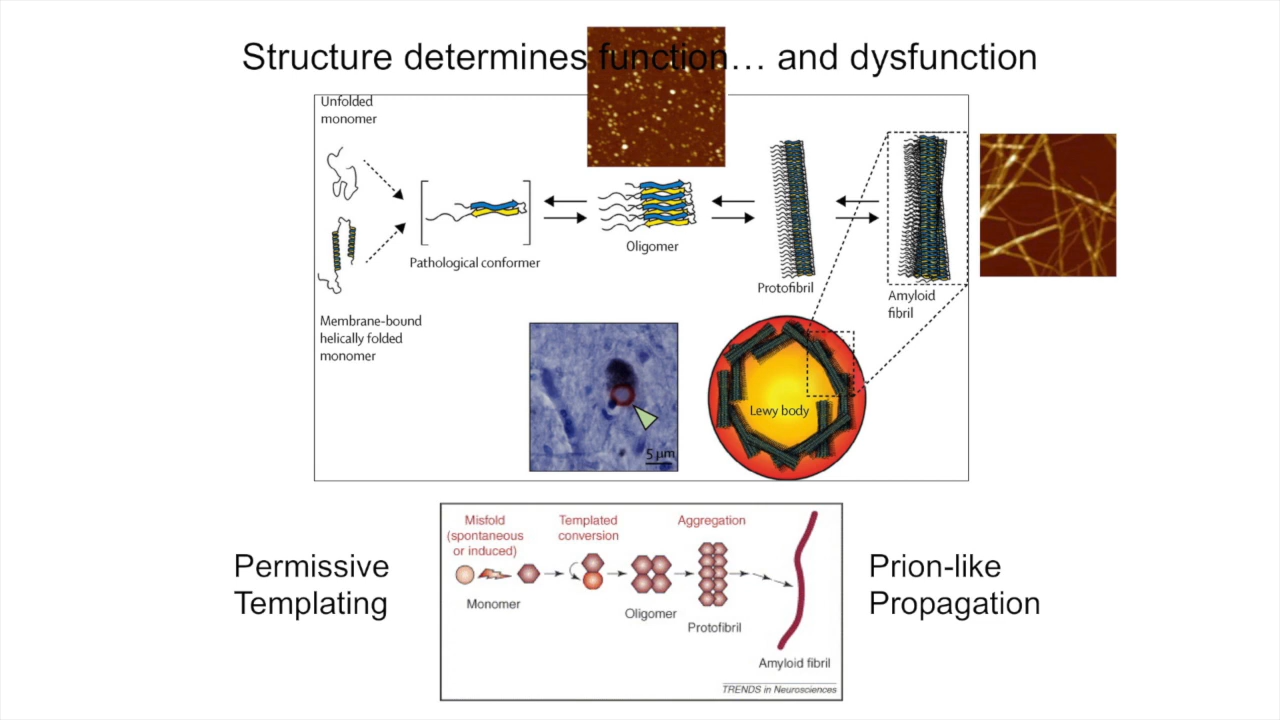 Structure determines function… and dysfunction
Unfolded
monomer
Pathological conformer
Oligomer
Protofibril
Amyloid
fibril
Membrane-bound
helically folded
monomer
5 µm
Lewy body
Permissive
Templating
Misfold
(spontaneous
or induced)
Templated
conversion
Aggregation
Monomer
Oligomer
Protofibril
Amyloid fibril
TRENDS in Neurosciences
Prion-like
Propagation